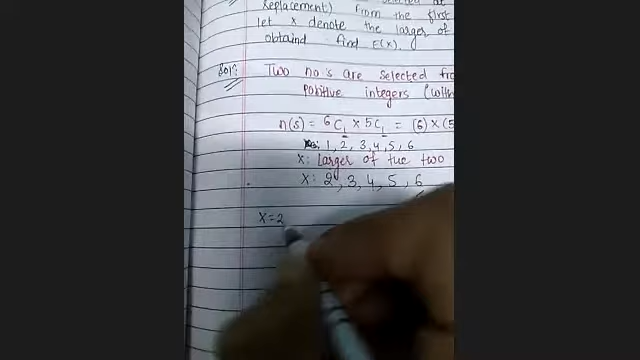 Replacement) from the first
let x denote the larger of
obtaind find E(x).
Sol:- Two no's are selected fro
positive integers (with
n(s) = 6C₁ × 5C₁ = (6) × (5
1, 2, 3, 4, 5, 6
X: Larger of the two
X: 2, 3, 4, 5, 6
X=2